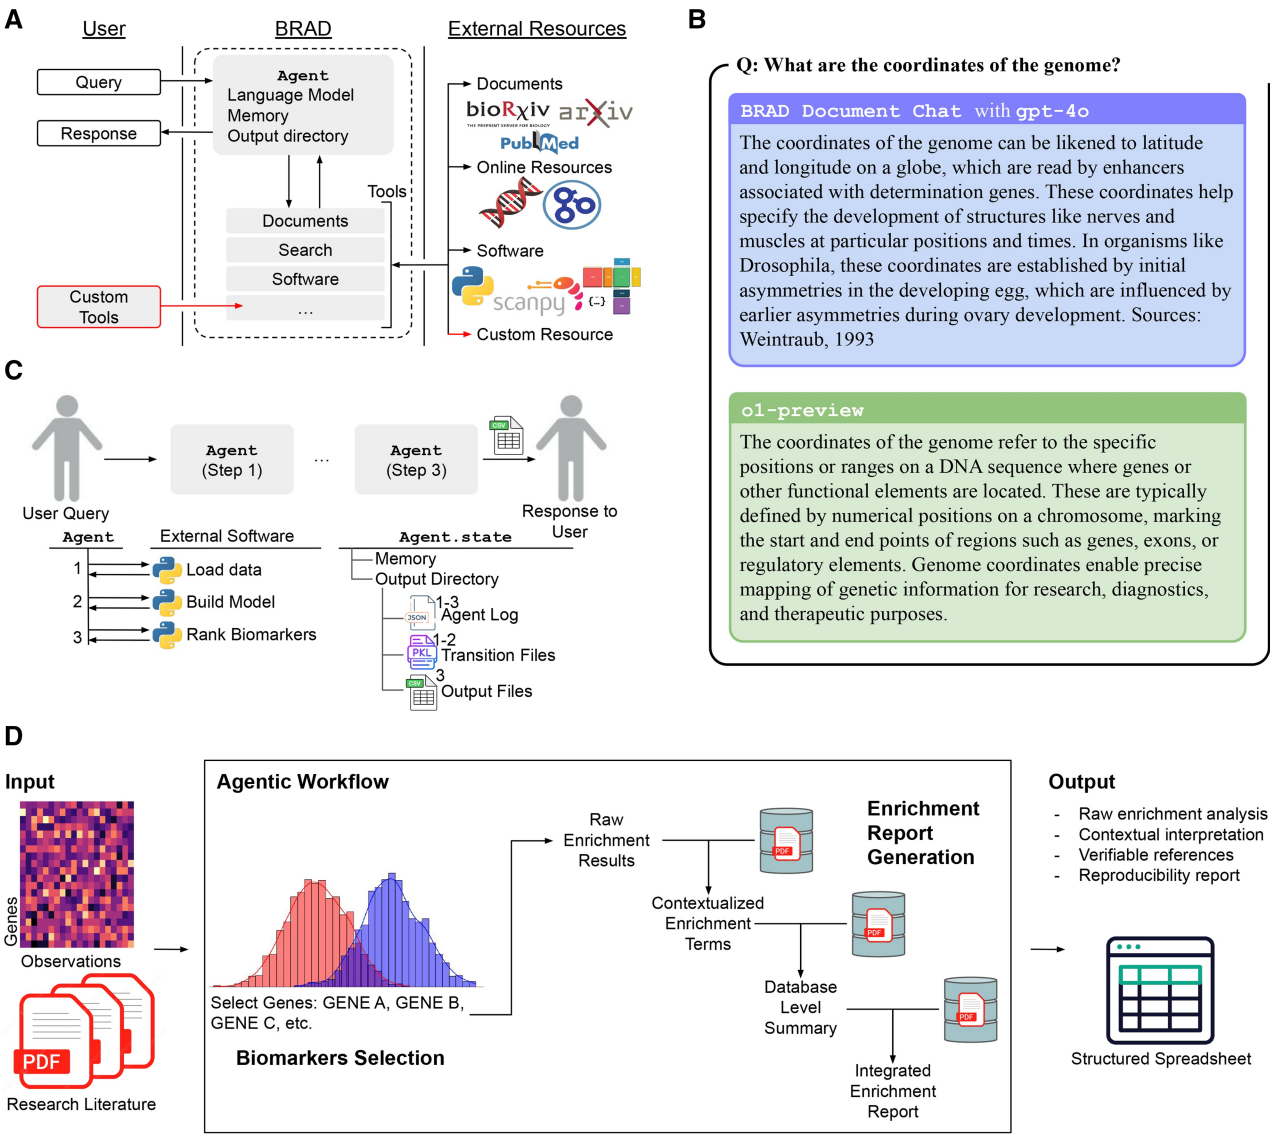 A
User
BRAD
External Resources
Query
Response
Custom
Tools
Agent
Language Model
Memory
Output directory
Tools
Documents
Search
Software
...
Documents
bioRxiv
THE PREPRINT SERVER FOR BIOLOGY
arXiv
PubMed
Online Resources
Software
scanpy
{...}
Custom Resource
B
Q: What are the coordinates of the genome?
BRAD Document Chat with gpt-4o
The coordinates of the genome can be likened to latitude
and longitude on a globe, which are read by enhancers
associated with determination genes. These coordinates help
specify the development of structures like nerves and
muscles at particular positions and times. In organisms like
Drosophila, these coordinates are established by initial
asymmetries in the developing egg, which are influenced by
earlier asymmetries during ovary development. Sources:
Weintraub, 1993
o1-preview
The coordinates of the genome refer to the specific
positions or ranges on a DNA sequence where genes or
other functional elements are located. These are typically
defined by numerical positions on a chromosome, marking
the start and end points of regions such as genes, exons, or
regulatory elements. Genome coordinates enable precise
mapping of genetic information for research, diagnostics,
and therapeutic purposes.
C
User Query
Agent
(Step 1)
...
Agent
(Step 3)
CSV
Response to
User
Agent
External Software
1
Load data
2
Build Model
3
Rank Biomarkers
Agent.state
Memory
Output Directory
1-3
JSON
Agent Log
1-2
PKL
Transition Files
3
CSV
Output Files
D
Input
Genes
Observations
PDF
Research Literature
Agentic Workflow
Select Genes: GENE A, GENE B,
GENE C, etc.
Biomarkers Selection
Raw
Enrichment
Results
PDF
Enrichment
Report
Generation
Contextualized
Enrichment
Terms
PDF
Database
Level
Summary
PDF
Integrated
Enrichment
Report
Output
- Raw enrichment analysis
- Contextual interpretation
- Verifiable references
- Reproducibility report
Structured Spreadsheet